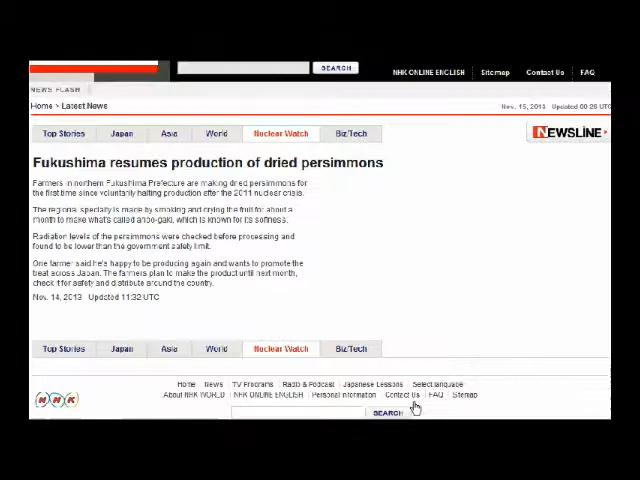 SEARCH
NHK ONLINE ENGLISH Sitemap Contact Us FAQ
NEWS FLASH
Home > Latest News
Nov. 15, 2013 Updated 00:26 UTC
Top Stories Japan Asia World Nuclear Watch Biz/Tech
NEWSLINE
Fukushima resumes production of dried persimmons
Farmers in northern Fukushima Prefecture are making dried persimmons for
the first time since voluntarily halting production after the 2011 nuclear crisis.
The regional specialty is made by smoking and drying the fruit for about a
month to make what's called anpo-gaki, which is known for its softness.
Radiation levels of the persimmons were checked before processing and
found to be lower than the government safety limit.
One farmer said he's happy to be producing again and wants to promote the
treat across Japan. The farmers plan to make the product until next month,
check it for safety and distribute around the country.
Nov. 14, 2013 Updated 11:32 UTC
Top Stories Japan Asia World Nuclear Watch Biz/Tech
Home News TV Programs Radio & Podcast Japanese Lessons Select language
NHK
About NHK WORLD NHK ONLINE ENGLISH Personal Information Contact Us FAQ Sitemap
SEARCH